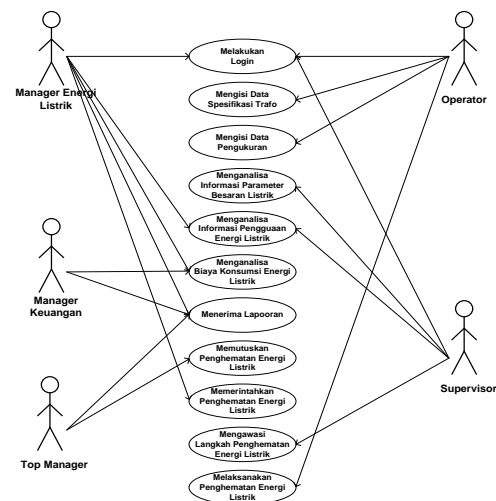 Manager Energi
Listrik
Manager
Keuangan
Top Manager
Melakukan
Login
Mengisi Data
Spesifikasi Trafo
Mengisi Data
Pengukuran
Menganalisa
Informasi Parameter
Besaran Listrik
Menganalisa
Informasi Pengguaan
Energi Listrik
Menganalisa
Biaya Konsumsi Energi
Listrik
Menerima Lapooran
Memutuskan
Penghematan Energi
Listrik
Memerintahkan
Penghematan Energi
Listrik
Mengawasi
Langkah Penghematan
Energi Listrik
Melaksanakan
Penghematan Energi
Listrik
Operator
Supervisor